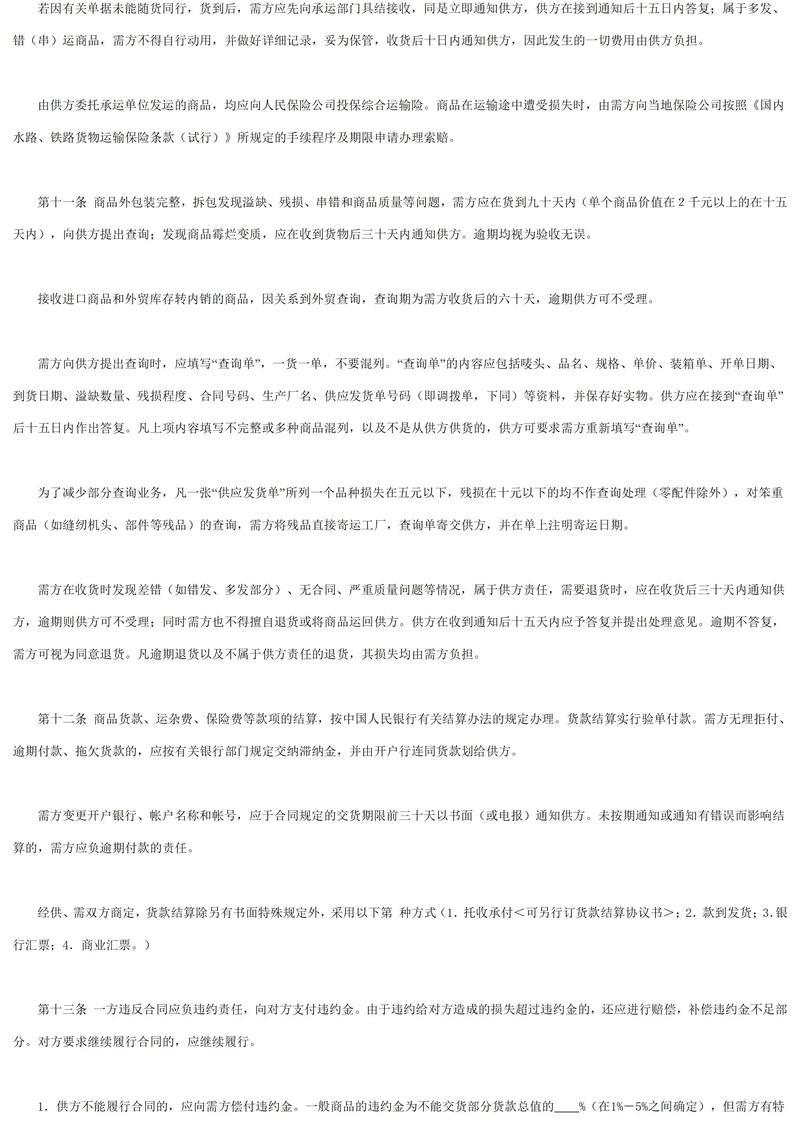 若因有关单据未能随货同行，货到后，需方应先向承运部门具结接收，同是立即通知供方，供方在接到通知后十五日内答复；属于多发、
错（串）运商品，需方不得自行动用，并做好详细记录，妥为保管，收货后十日内通知供方，因此发生的一切费用由供方负担。
由供方委托承运单位发运的商品，均应向人民保险公司投保综合运输险。商品在运输途中遭受损失时，由需方向当地保险公司按照《国内
水路、铁路货物运输保险条款（试行）》所规定的手续程序及期限申请办理索赔。
第十一条 商品外包装完整，拆包发现溢缺、残损、串错和商品质量等问题，需方应在货到九十天内（单个商品价值在２千元以上的在十五
天内），向供方提出查询；发现商品霉烂变质，应在收到货物后三十天内通知供方。逾期均视为验收无误。
接收进口商品和外贸库存转内销的商品，因关系到外贸查询，查询期为需方收货后的六十天，逾期供方可不受理。
需方向供方提出查询时，应填写“查询单”，一货一单，不要混列。“查询单”的内容应包括唛头、品名、规格、单价、装箱单、开单日期、
到货日期、溢缺数量、残损程度、合同号码、生产厂名、供应发货单号码（即调拨单，下同）等资料，并保存好实物。供方应在接到“查询单”
后十五日内作出答复。凡上项内容填写不完整或多种商品混列，以及不是从供方供货的，供方可要求需方重新填写“查询单”。
为了减少部分查询业务，凡一张“供应发货单”所列一个品种损失在五元以下，残损在十元以下的均不作查询处理（零配件除外），对笨重
商品（如缝纫机头、部件等残品）的查询，需方将残品直接寄运工厂，查询单寄交供方，并在单上注明寄运日期。
需方在收货时发现差错（如错发、多发部分）、无合同、严重质量问题等情况，属于供方责任，需要退货时，应在收货后三十天内通知供
方，逾期则供方可不受理；同时需方也不得擅自退货或将商品运回供方。供方在收到通知后十五天内应予答复并提出处理意见。逾期不答复，
需方可视为同意退货。凡逾期退货以及不属于供方责任的退货，其损失均由需方负担。
第十二条 商品货款、运杂费、保险费等款项的结算，按中国人民银行有关结算办法的规定办理。货款结算实行验单付款。需方无理拒付、
逾期付款、拖欠货款的，应按有关银行部门规定交纳滞纳金，并由开户行连同货款划给供方。
需方变更开户银行、帐户名称和帐号，应于合同规定的交货期限前三十天以书面（或电报）通知供方。未按期通知或通知有错误而影响结
算的，需方应负逾期付款的责任。
经供、需双方商定，货款结算除另有书面特殊规定外，采用以下第 种方式（1．托收承付＜可另行订货款结算协议书＞；2．款到发货；3.银
行汇票；4．商业汇票。）
第十三条 一方违反合同应负违约责任，向对方支付违约金。由于违约给对方造成的损失超过违约金的，还应进行赔偿，补偿违约金不足部
分。对方要求继续履行合同的，应继续履行。
1．供方不能履行合同的，应向需方偿付违约金。一般商品的违约金为不能交货部分货款总值的____%（在1%－5%之间确定），但需方有特